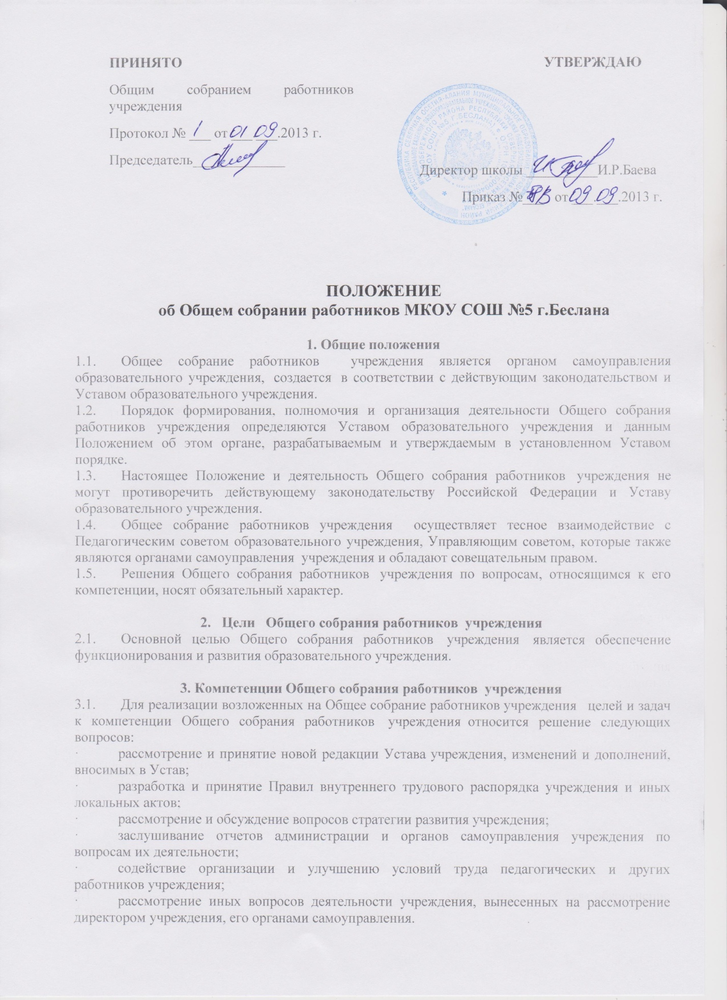 ПРИНЯТО
УТВЕРЖДАЮ
Общим собранием работников
учреждения
Протокол № 1 от 01 09.2013 г.
Председатель
Директор школы И.Р.Баева
Приказ № от 09.09.2013 г.
ПОЛОЖЕНИЕ
об Общем собрании работников МКОУ СОШ №5 г.Беслана
1. Общие положения
1.1. Общее собрание работников учреждения является органом самоуправления
образовательного учреждения, создается в соответствии с действующим законодательством и
Уставом образовательного учреждения.
1.2. Порядок формирования, полномочия и организация деятельности Общего собрания
работников учреждения определяются Уставом образовательного учреждения и данным
Положением об этом органе, разрабатываемым и утверждаемым в установленном Уставом
порядке.
1.3. Настоящее Положение и деятельность Общего собрания работников учреждения не
могут противоречить действующему законодательству Российской Федерации и Уставу
образовательного учреждения.
1.4. Общее собрание работников учреждения осуществляет тесное взаимодействие с
Педагогическим советом образовательного учреждения, Управляющим советом, которые также
являются органами самоуправления учреждения и обладают совещательным правом.
1.5. Решения Общего собрания работников учреждения по вопросам, относящимся к его
компетенции, носят обязательный характер.
2. Цели Общего собрания работников учреждения
2.1. Основной целью Общего собрания работников учреждения является обеспечение
функционирования и развития образовательного учреждения.
3. Компетенции Общего собрания работников учреждения
3.1. Для реализации возложенных на Общее собрание работников учреждения целей и задач
к компетенции Общего собрания работников учреждения относится решение следующих
вопросов:
· рассмотрение и принятие новой редакции Устава учреждения, изменений и дополнений,
вносимых в Устав;
· разработка и принятие Правил внутреннего трудового распорядка учреждения и иных
локальных актов;
· рассмотрение и обсуждение вопросов стратегии развития учреждения;
· заслушивание отчетов администрации и органов самоуправления учреждения по
вопросам их деятельности;
· содействие организации и улучшению условий труда педагогических и других
работников учреждения;
· рассмотрение иных вопросов деятельности учреждения, вынесенных на рассмотрение
директором учреждения, его органами самоуправления.